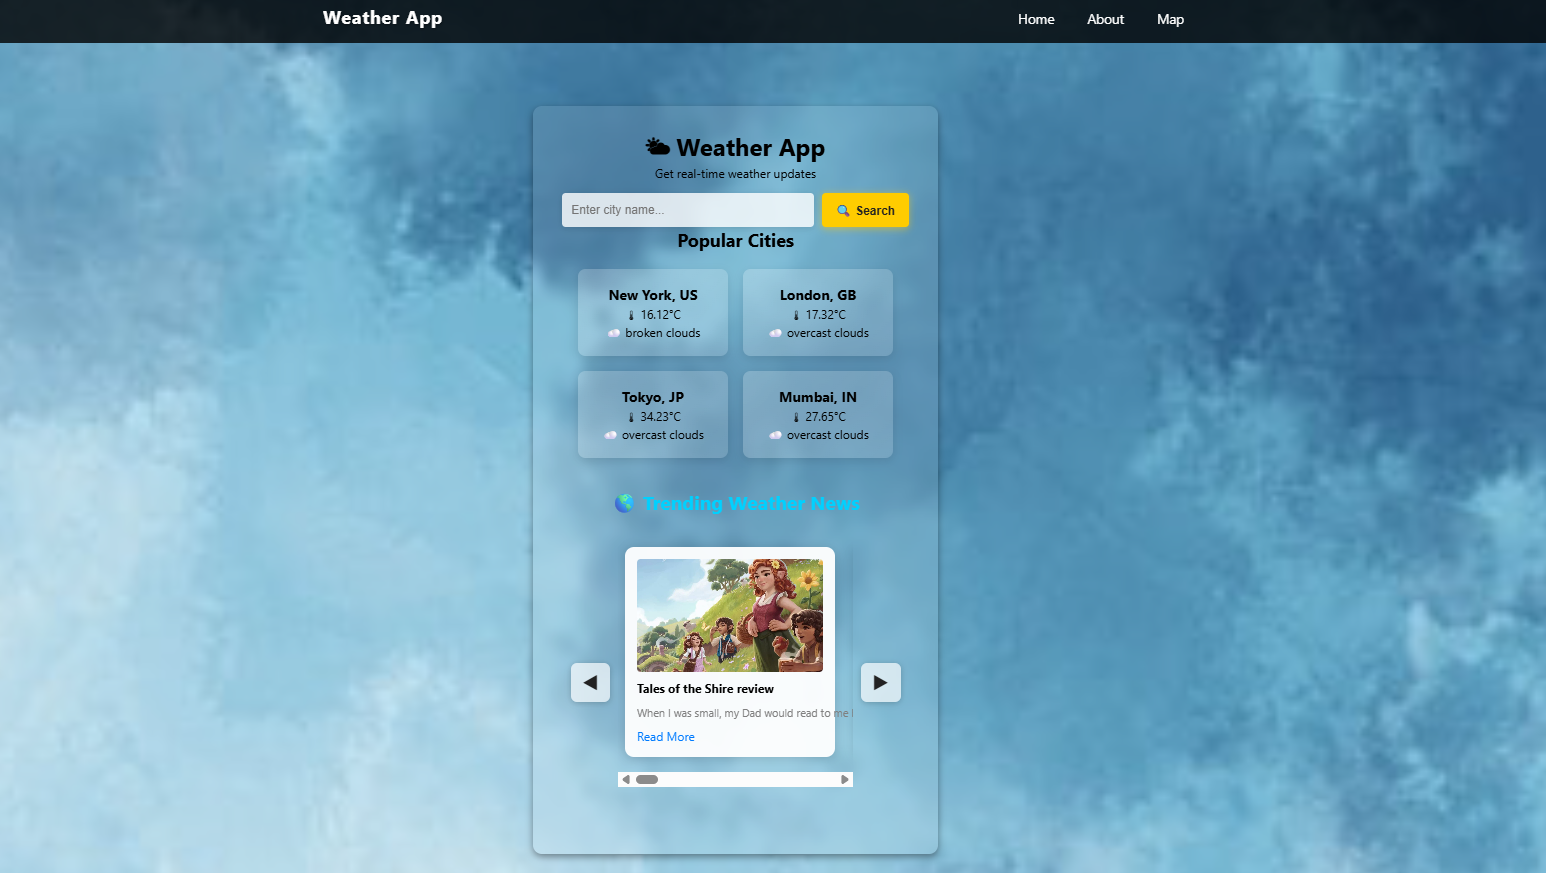 Weather App
Home About Map
Weather App
Get real-time weather updates
Enter city name...
Search
Popular Cities
New York, US
16.12°C
broken clouds
London, GB
17.32°C
overcast clouds
Tokyo, JP
34.23°C
overcast clouds
Mumbai, IN
27.65°C
overcast clouds
Trending Weather News
Tales of the Shire review
When I was small, my Dad would read to me
Read More